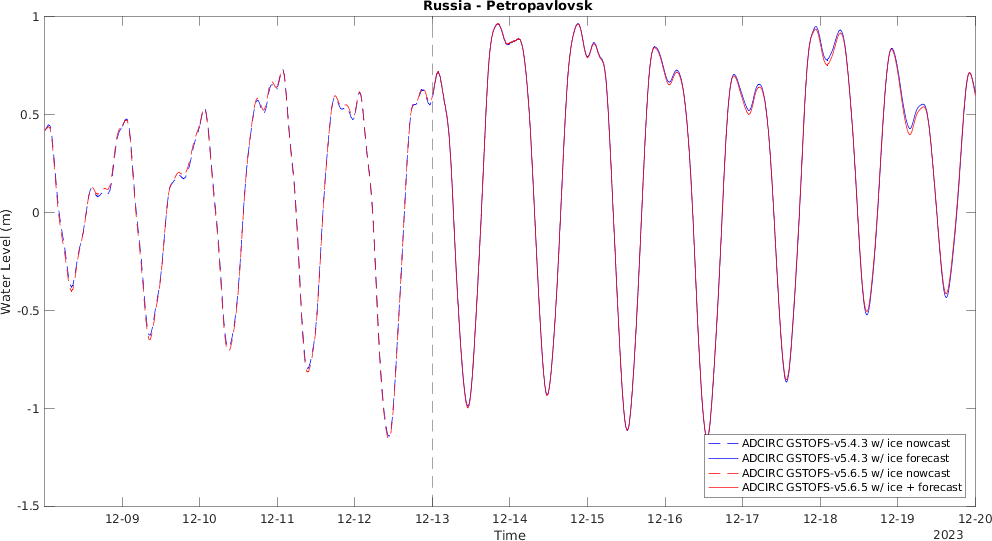 Russia - Petropavlovsk
1
0.5
0
-0.5
-1
-1.5
Water Level (m)
12-09 12-10 12-11 12-12 12-13 12-14 12-15 12-16 12-17 12-18 12-19 12-20
Time
2023
ADCIRC GSTOFS-v5.4.3 w/ ice nowcast
ADCIRC GSTOFS-v5.4.3 w/ ice forecast
ADCIRC GSTOFS-v5.6.5 w/ ice nowcast
ADCIRC GSTOFS-v5.6.5 w/ ice + forecast